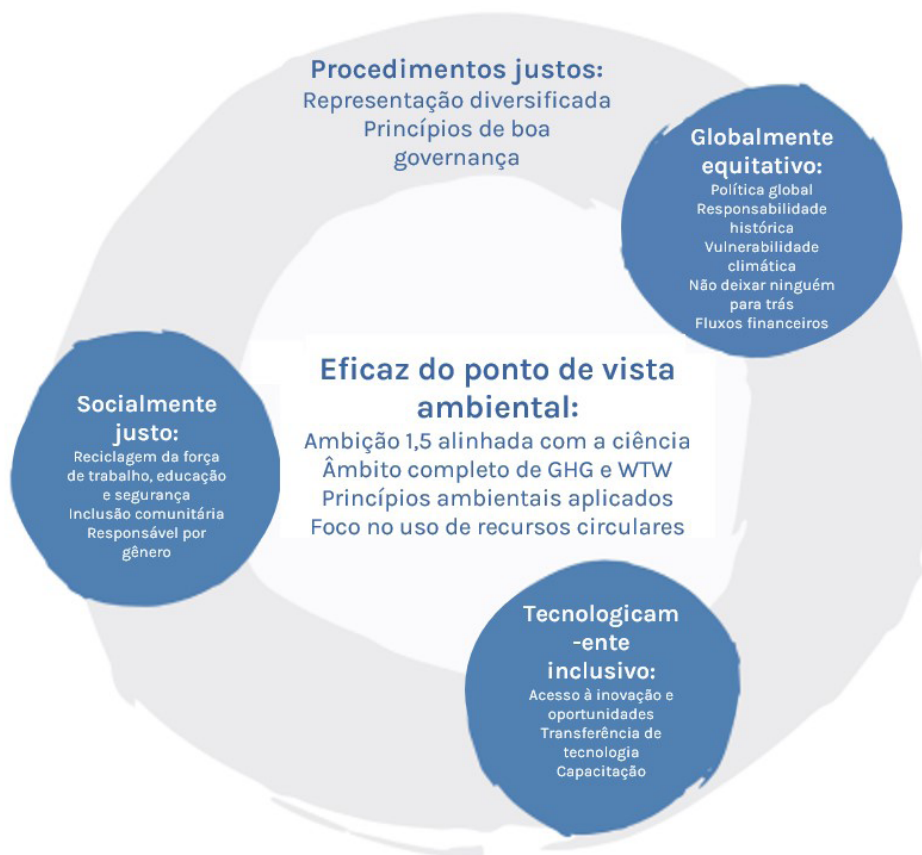 Procedimentos justos:
Representação diversificada
Princípios de boa
governança
Globalmente
equitativo:
Política global
Responsabilidade
histórica
Vulnerabilidade
climática
Não deixar ninguém
para trás
Fluxos financeiros
Eficaz do ponto de vista
ambiental:
Ambição 1,5 alinhada com a ciência
Âmbito completo de GHG e WTW
Princípios ambientais aplicados
Foco no uso de recursos circulares
Socialmente
justo:
Reciclagem da força
de trabalho, educação
e segurança
Inclusão comunitária
Responsável por
gênero
Tecnologicam
-ente
inclusivo:
Acesso à inovação e
oportunidades
Transferência de
tecnologia
Capacitação